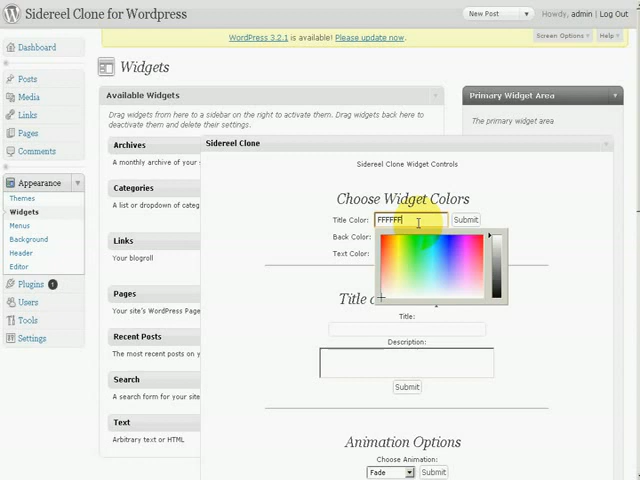 Sidereel Clone for Wordpress
New Post
Howdy, admin | Log Out
WordPress 3.2.1 is available! Please update now.
Screen Options
Help
Dashboard
Posts
Media
Links
Pages
Comments
Appearance
Themes
Widgets
Menus
Background
Header
Editor
Plugins 1
Users
Tools
Settings
Widgets
Available Widgets
Drag widgets from here to a sidebar on the right to activate them. Drag widgets back here to
deactivate them and delete their settings.
Archives
A monthly archive of your
Categories
A list or dropdown of categ
Links
Your blogroll
Pages
Your site's WordPress Page
Recent Posts
The most recent posts on y
Search
A search form for your site
Text
Arbitrary text or HTML
Primary Widget Area
The primary widget area
Sidereel Clone
Sidereel Clone Widget Controls
Choose Widget Colors
Title Color: FFFFFF Submit
Back Color:
Text Color:
Title
Title:
Description:
Submit
Animation Options
Choose Animation:
Fade Submit